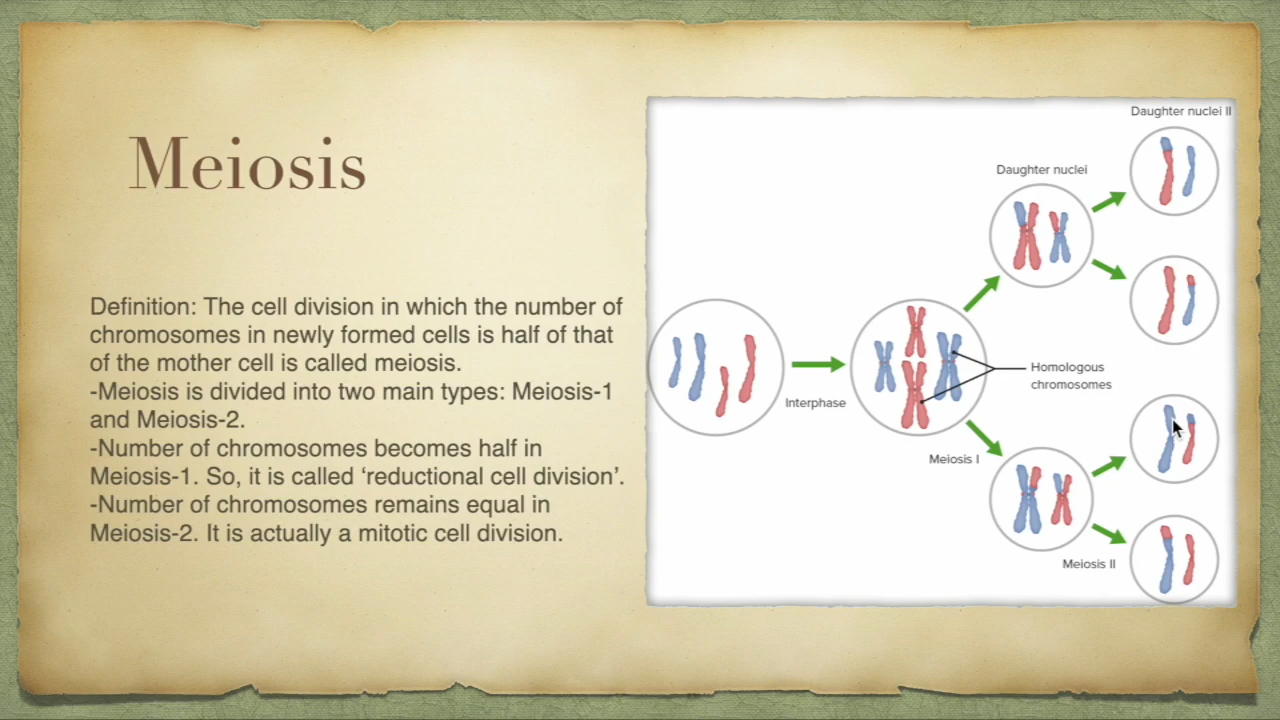 Meiosis
Definition: The cell division in which the number of
chromosomes in newly formed cells is half of that
of the mother cell is called meiosis.
-Meiosis is divided into two main types: Meiosis-1
and Meiosis-2.
-Number of chromosomes becomes half in
Meiosis-1. So, it is called ‘reductional cell division’.
-Number of chromosomes remains equal in
Meiosis-2. It is actually a mitotic cell division.
Daughter nuclei II
Daughter nuclei
Homologous
chromosomes
Interphase
Meiosis I
Meiosis II